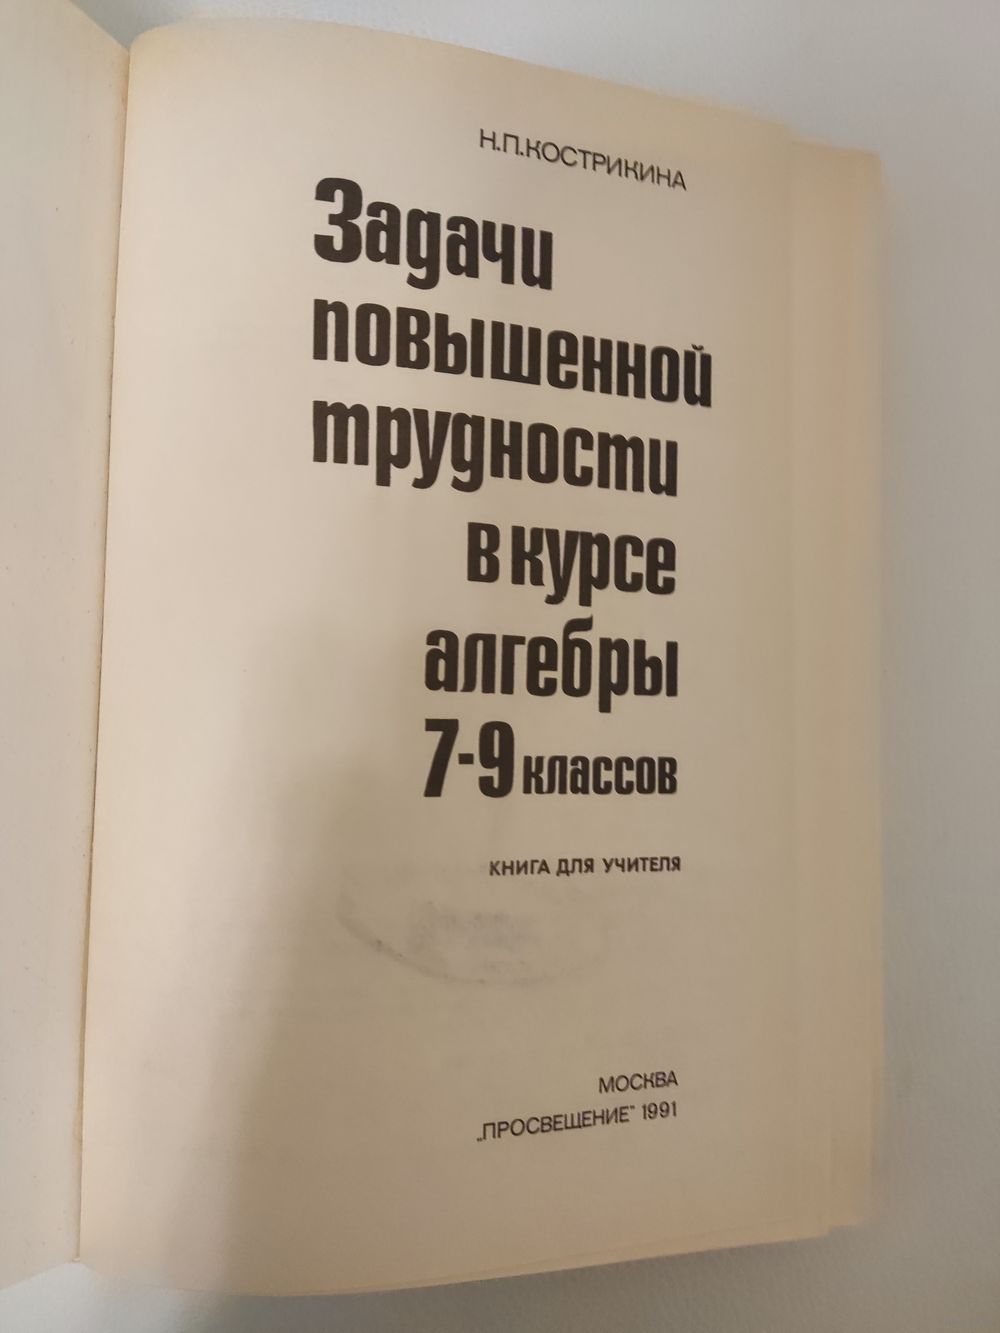 Н.П.КОСТРИКИНА
Задачи
повышенной
трудности
в курсе
алгебры
7-9 классов
КНИГА ДЛЯ УЧИТЕЛЯ
МОСКВА
„ПРОСВЕЩЕНИЕ" 1991